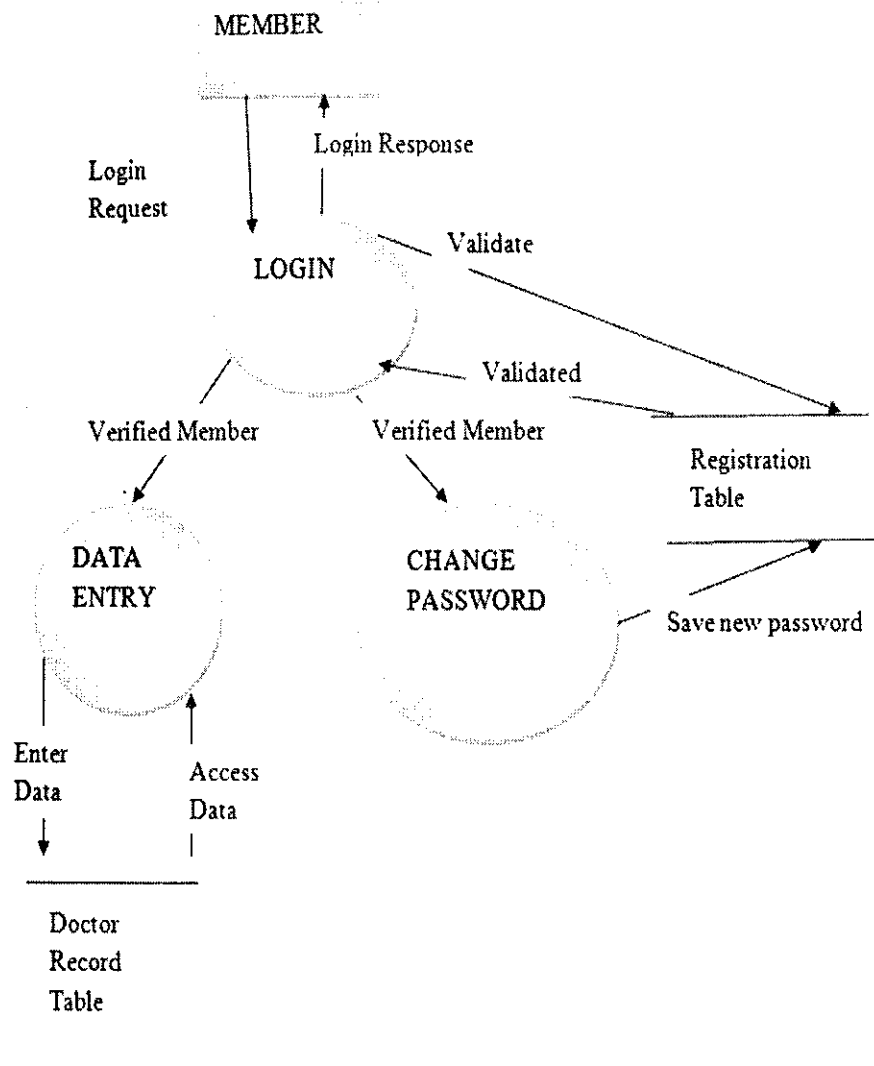 MEMBER
Login Response
Login
Request
Validate
LOGIN
Validated
Verified Member
Verified Member
Registration
Table
DATA
ENTRY
CHANGE
PASSWORD
Save new password
Enter
Data
Access
Data
Doctor
Record
Table